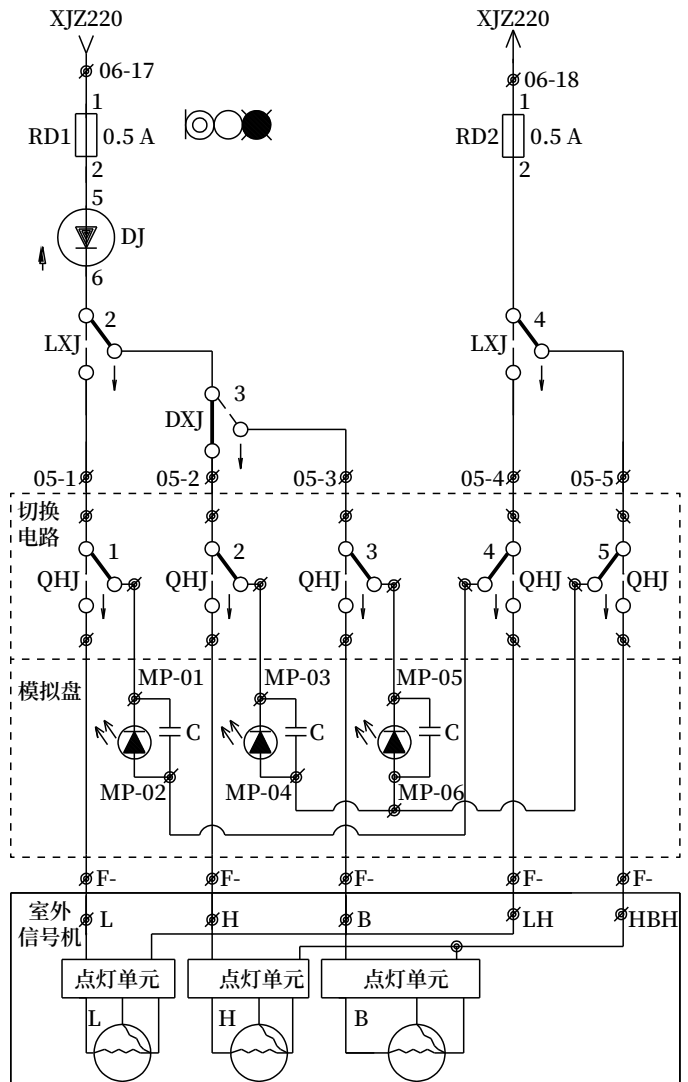 XJZ220 XJZ220
06-17 06-18
1 1
RD1 0.5 A RD2 0.5 A
2 2
5
DJ
6
2 4
LXJ LXJ
3
DXJ
05-1 05-2 05-3 05-4 05-5
切换
电路
1 2 3 4 5
QHJ QHJ QHJ QHJ QHJ
模拟盘
MP-01 MP-03 MP-05
C C C
MP-02 MP-04 MP-06
F- F- F- F- F-
室外
信号机
L H B LH HBH
点灯单元 点灯单元 点灯单元
L H B